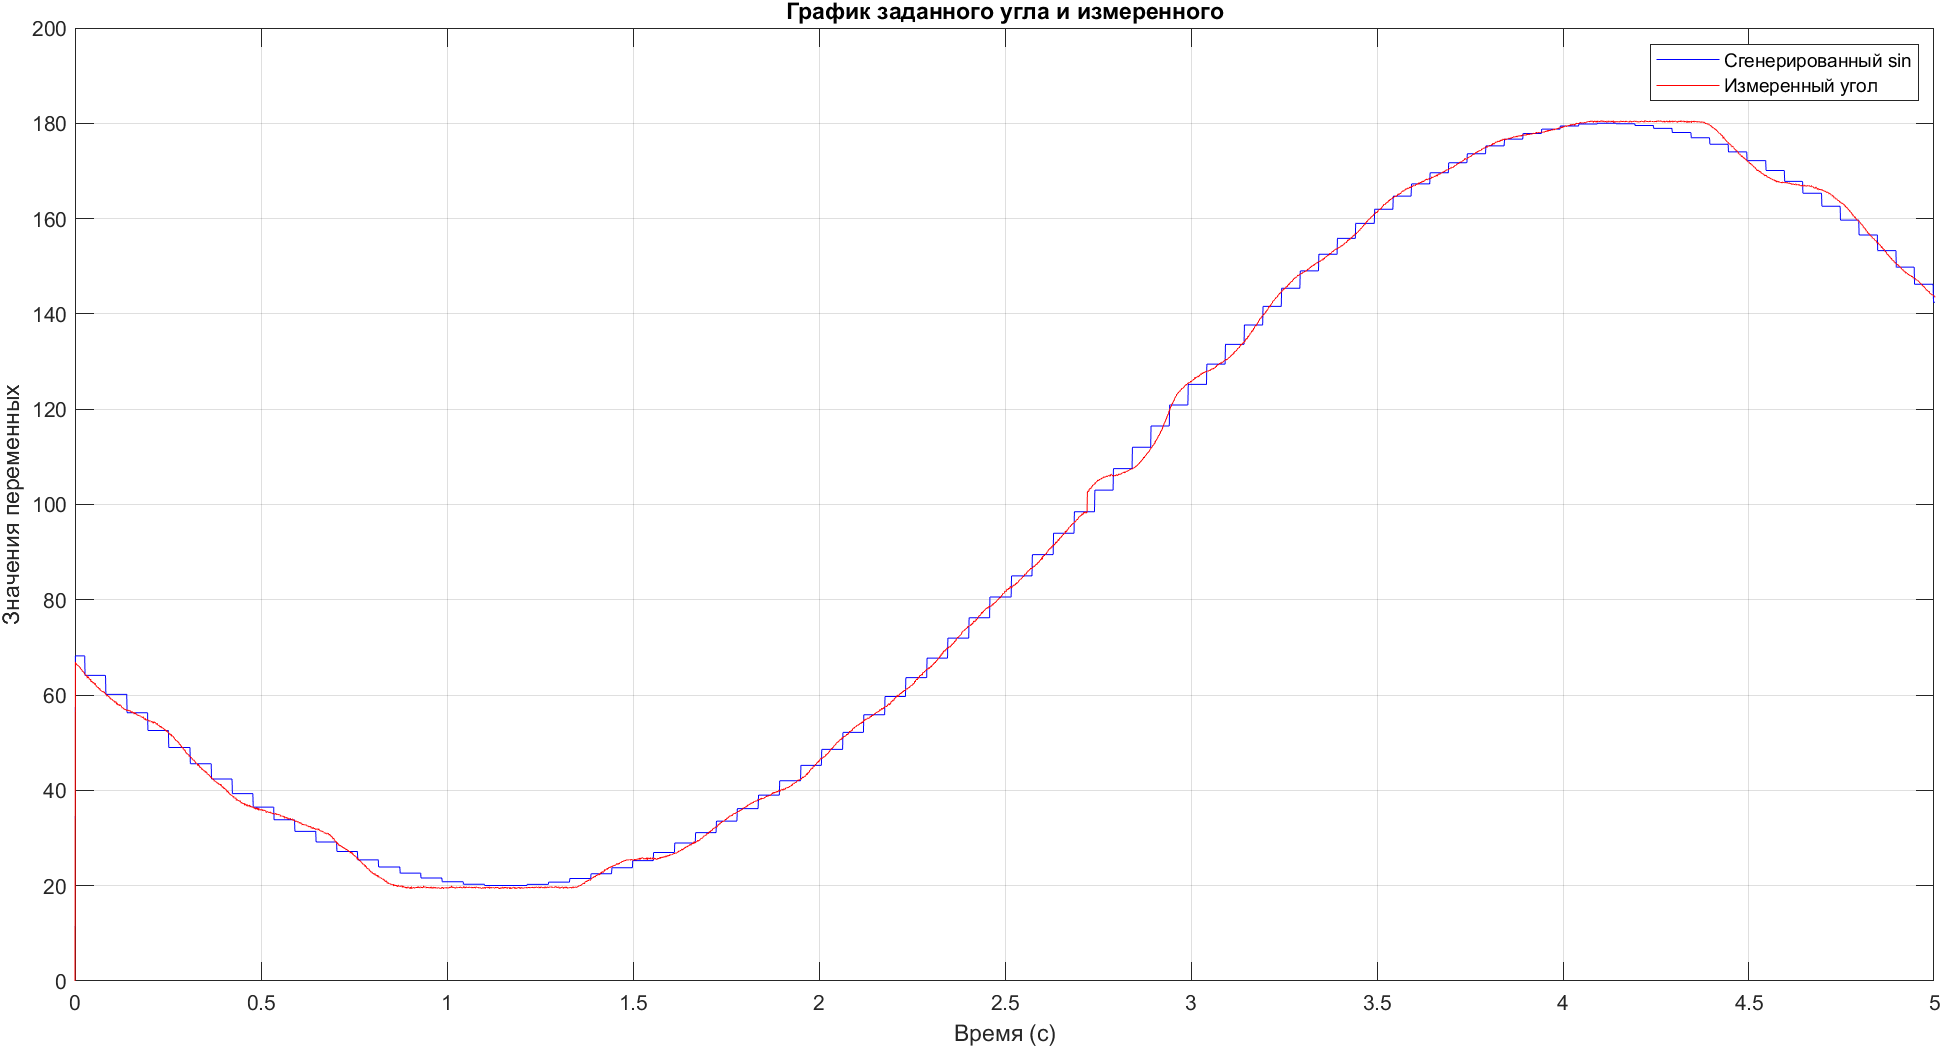 График заданного угла и измеренного
Сгенерированный sin
Измеренный угол
Значения переменных
200
180
160
140
120
100
80
60
40
20
0
0 0.5 1 1.5 2 2.5 3 3.5 4 4.5 5
Время (с)